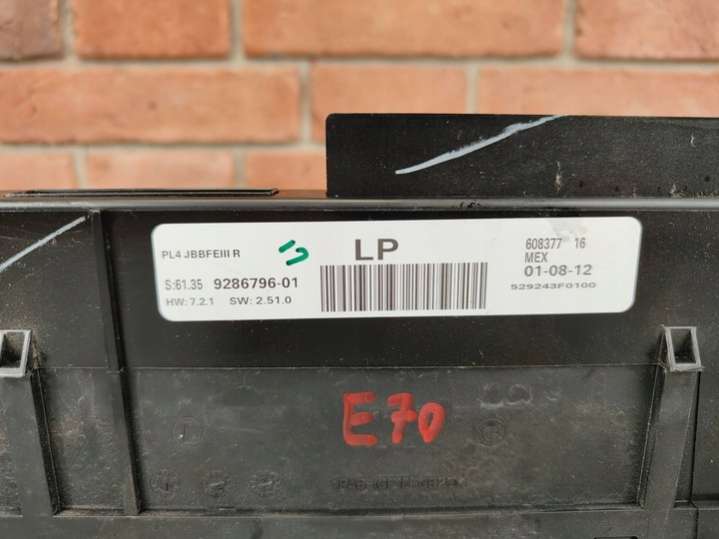 PL4 JBBFEIII R
LP
608377 16
MEX
S:61.35 9286796-01
01-08-12
HW: 7.2.1 SW: 2.51.0
529243F0100
E70